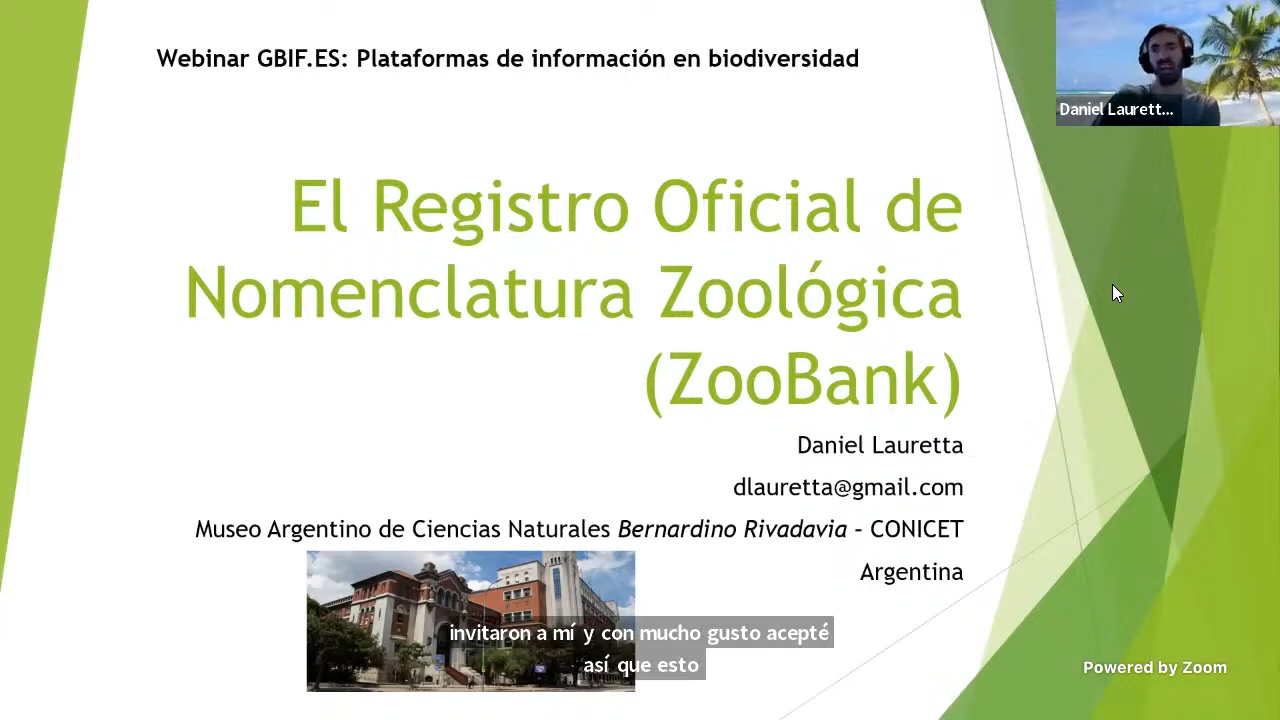 Webinar GBIF.ES: Plataformas de información en biodiversidad
Daniel Laurett...
El Registro Oficial de
Nomenclatura Zoológica
(ZooBank)
Daniel Lauretta
dlauretta@gmail.com
Museo Argentino de Ciencias Naturales Bernardino Rivadavia – CONICET
Argentina
invitaron a mí y con mucho gusto acepté
así que esto
Powered by Zoom